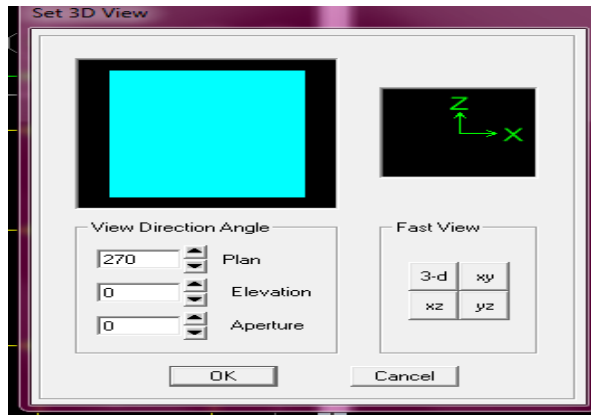 Set 3D View
Z
X
View Direction Angle
270 Plan
0 Elevation
0 Aperture
Fast View
3-d xy
xz yz
OK Cancel